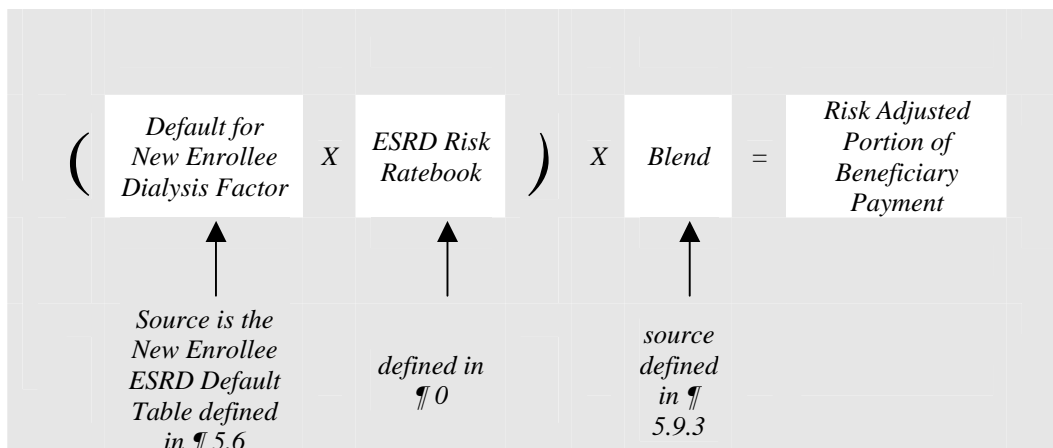 Default for
New Enrollee
Dialysis Factor
(
X
ESRD Risk
Ratebook
)
X
Blend
=
Risk Adjusted
Portion of
Beneficiary
Payment
Source is the
New Enrollee
ESRD Default
Table defined
in ¶ 5.6
defined in
¶ 0
source
defined
in ¶
5.9.3